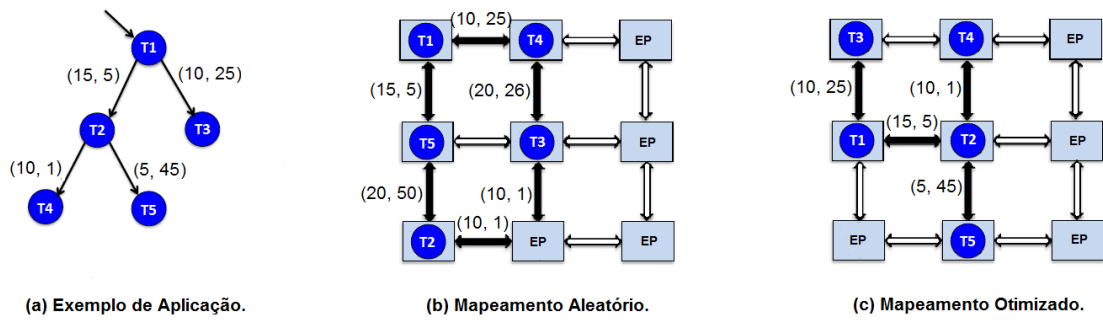 T1
(15, 5)
(10, 25)
T2
T3
(10, 1)
(5, 45)
T4
T5
(a) Exemplo de Aplicação.
(10, 25)
T1
T4
EP
(15, 5)
(20, 26)
T5
T3
EP
(20, 50)
(10, 1)
(10, 1)
T2
EP
EP
(b) Mapeamento Aleatório.
T3
T4
EP
(10, 25)
(10, 1)
(15, 5)
T1
T2
EP
(5, 45)
EP
T5
EP
(c) Mapeamento Otimizado.